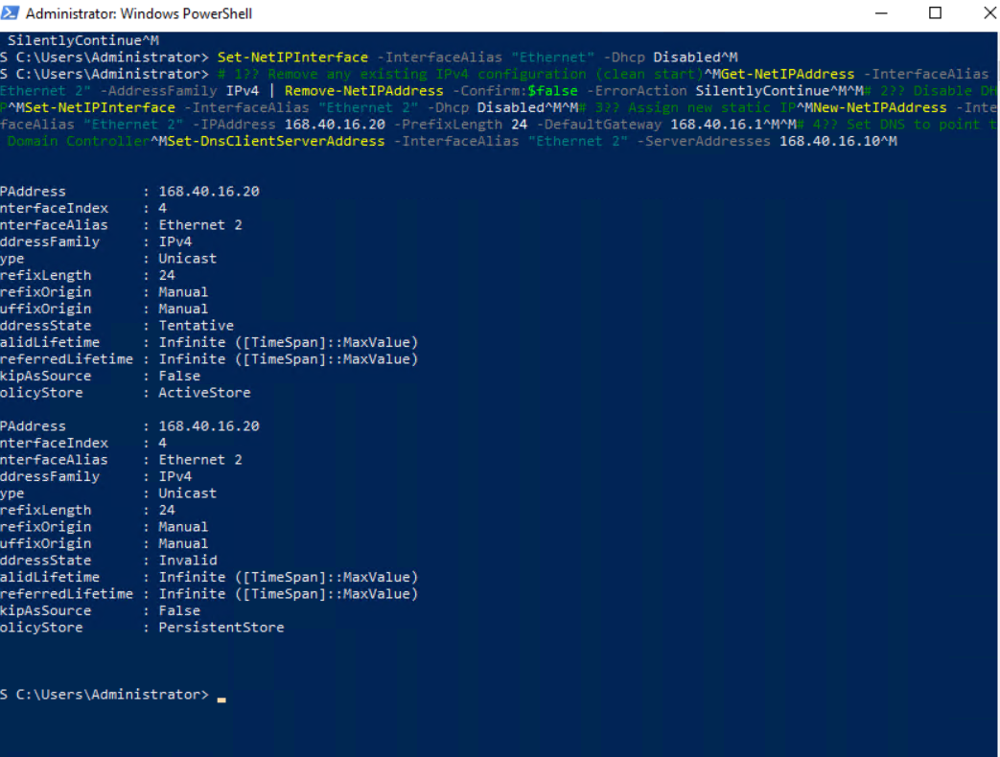 Administrator: Windows PowerShell
SilentlyContinue^M
S C:\Users\Administrator> Set-NetIPInterface -InterfaceAlias "Ethernet" -Dhcp Disabled^M
S C:\Users\Administrator> # 1?? Remove any existing IPv4 configuration (clean start)^MGet-NetIPAddress -InterfaceAlias
Ethernet 2" -AddressFamily IPv4 | Remove-NetIPAddress -Confirm:$false -ErrorAction SilentlyContinue^M^M# 2?? Disable DH
P^MSet-NetIPInterface -InterfaceAlias "Ethernet 2" -Dhcp Disabled^M^M# 3?? Assign new static IP^MNew-NetIPAddress -Inte
faceAlias "Ethernet 2" -IPAddress 168.40.16.20 -PrefixLength 24 -DefaultGateway 168.40.16.1^M^M# 4?? Set DNS to point t
Domain Controller^MSet-DnsClientServerAddress -InterfaceAlias "Ethernet 2" -ServerAddresses 168.40.16.10^M
PAddress : 168.40.16.20
nterfaceIndex : 4
nterfaceAlias : Ethernet 2
ddressFamily : IPv4
ype : Unicast
refixLength : 24
refixOrigin : Manual
uffixOrigin : Manual
ddressState : Tentative
alidLifetime : Infinite ([TimeSpan]::MaxValue)
referredLifetime : Infinite ([TimeSpan]::MaxValue)
kipAsSource : False
olicyStore : ActiveStore
PAddress : 168.40.16.20
nterfaceIndex : 4
nterfaceAlias : Ethernet 2
ddressFamily : IPv4
ype : Unicast
refixLength : 24
refixOrigin : Manual
uffixOrigin : Manual
ddressState : Invalid
alidLifetime : Infinite ([TimeSpan]::MaxValue)
referredLifetime : Infinite ([TimeSpan]::MaxValue)
kipAsSource : False
olicyStore : PersistentStore
S C:\Users\Administrator>